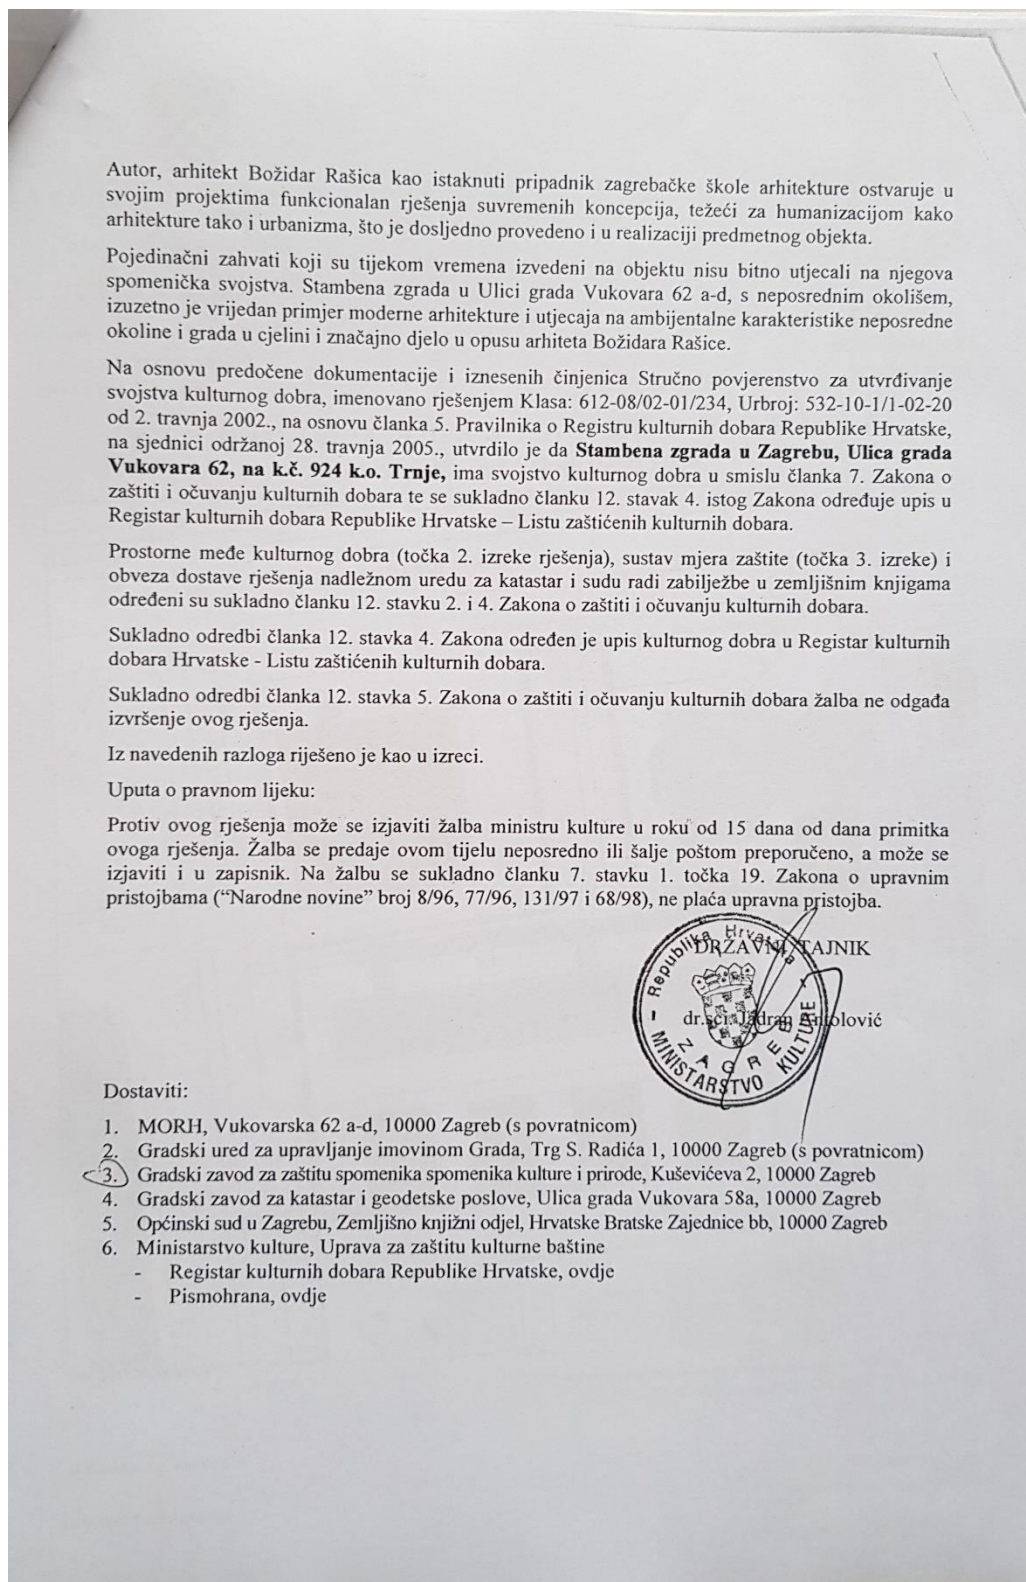 Autor, arhitekt Božidar Rašica kao istaknuti pripadnik zagrebačke škole arhitekture ostvaruje u
svojim projektima funkcionalan rješenja suvremenih koncepcija, težeći za humanizacijom kako
arhitekture tako i urbanizma, što je dosljedno provedeno i u realizaciji predmetnog objekta.
Pojedinačni zahvati koji su tijekom vremena izvedeni na objektu nisu bitno utjecali na njegova
spomenička svojstva. Stambena zgrada u Ulici grada Vukovara 62 a-d, s neposrednim okolišem,
izuzetno je vrijedan primjer moderne arhitekture i utjecaja na ambijentalne karakteristike neposredne
okoline i grada u cjelini i značajno djelo u opusu arhiteta Božidara Rašice.
Na osnovu predočene dokumentacije i iznesenih činjenica Stručno povjerenstvo za utvrđivanje
svojstva kulturnog dobra, imenovano rješenjem Klasa: 612-08/02-01/234, Urbroj: 532-10-1/1-02-20
od 2. travnja 2002., na osnovu članka 5. Pravilnika o Registru kulturnih dobara Republike Hrvatske,
na sjednici održanoj 28. travnja 2005., utvrdilo je da Stambena zgrada u Zagrebu, Ulica grada
Vukovara 62, na k.č. 924 k.o. Trnje, ima svojstvo kulturnog dobra u smislu članka 7. Zakona o
zaštiti i očuvanju kulturnih dobara te se sukladno članku 12. stavak 4. istog Zakona određuje upis u
Registar kulturnih dobara Republike Hrvatske – Listu zaštićenih kulturnih dobara.
Prostorne međe kulturnog dobra (točka 2. izreke rješenja), sustav mjera zaštite (točka 3. izreke) i
obveza dostave rješenja nadležnom uredu za katastar i sudu radi zabilježbe u zemljišnim knjigama
određeni su sukladno članku 12. stavku 2. i 4. Zakona o zaštiti i očuvanju kulturnih dobara.
Sukladno odredbi članka 12. stavka 4. Zakona određen je upis kulturnog dobra u Registar kulturnih
dobara Hrvatske - Listu zaštićenih kulturnih dobara.
Sukladno odredbi članka 12. stavka 5. Zakona o zaštiti i očuvanju kulturnih dobara žalba ne odgađa
izvršenje ovog rješenja.
Iz navedenih razloga riješeno je kao u izreci.
Uputa o pravnom lijeku:
Protiv ovog rješenja može se izjaviti žalba ministru kulture u roku od 15 dana od dana primitka
ovoga rješenja. Žalba se predaje ovom tijelu neposredno ili šalje poštom preporučeno, a može se
izjaviti i u zapisnik. Na žalbu se sukladno članku 7. stavku 1. točka 19. Zakona o upravnim
pristojbama (“Narodne novine” broj 8/96, 77/96, 131/97 i 68/98), ne plaća upravna pristojba.
DRŽAVNI TAJNIK
dr.sci. Jadran Antolović
Republika Hrvatska
MINISTARSTVO KULTURE
ZAGREB
Dostaviti:
1. MORH, Vukovarska 62 a-d, 10000 Zagreb (s povratnicom)
2. Gradski ured za upravljanje imovinom Grada, Trg S. Radića 1, 10000 Zagreb (s povratnicom)
3. Gradski zavod za zaštitu spomenika spomenika kulture i prirode, Kuševićeva 2, 10000 Zagreb
4. Gradski zavod za katastar i geodetske poslove, Ulica grada Vukovara 58a, 10000 Zagreb
5. Općinski sud u Zagrebu, Zemljišno knjižni odjel, Hrvatske Bratske Zajednice bb, 10000 Zagreb
6. Ministarstvo kulture, Uprava za zaštitu kulturne baštine
- Registar kulturnih dobara Republike Hrvatske, ovdje
- Pismohrana, ovdje